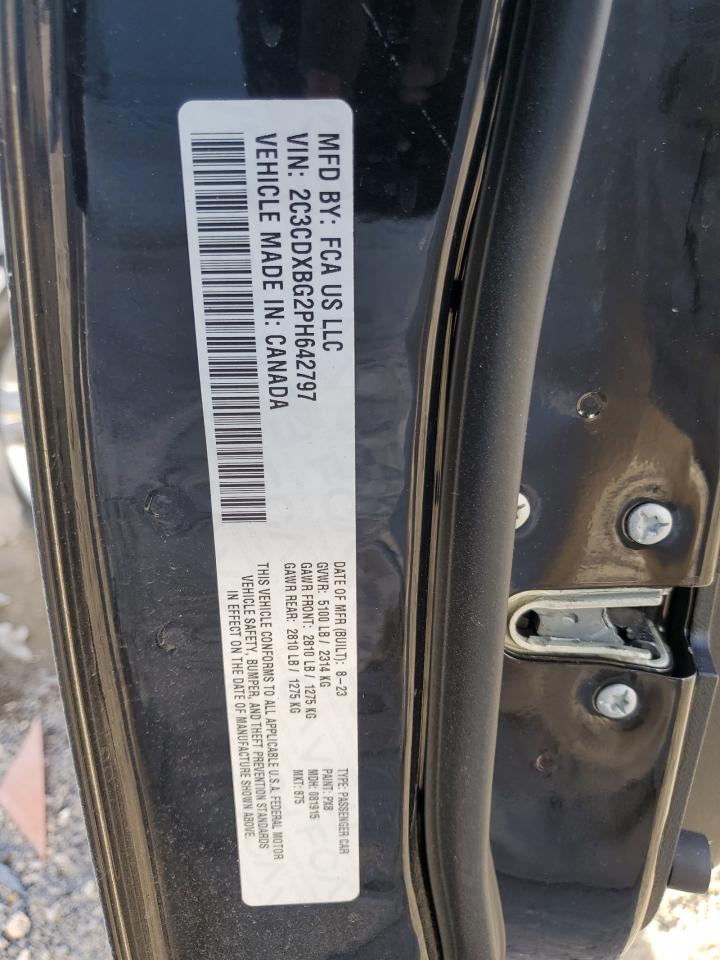 MFD BY: FCA US LLC
VIN: 2C3CDXBG2PH642797
VEHICLE MADE IN: CANADA
DATE OF MFR (BUILT): 8-23
GVWR: 5100 LB / 2314 KG
GAWR FRONT: 2810 LB / 1275 KG
GAWR REAR: 2810 LB / 1275 KG
THIS VEHICLE CONFORMS TO ALL APPLICABLE U.S.A. FEDERAL MOTOR
VEHICLE SAFETY, BUMPER, AND THEFT PREVENTION STANDARDS
IN EFFECT ON THE DATE OF MANUFACTURE SHOWN ABOVE.
TYPE: PASSENGER CAR
PAINT: PX8
MDH: 081915
MKT: 875